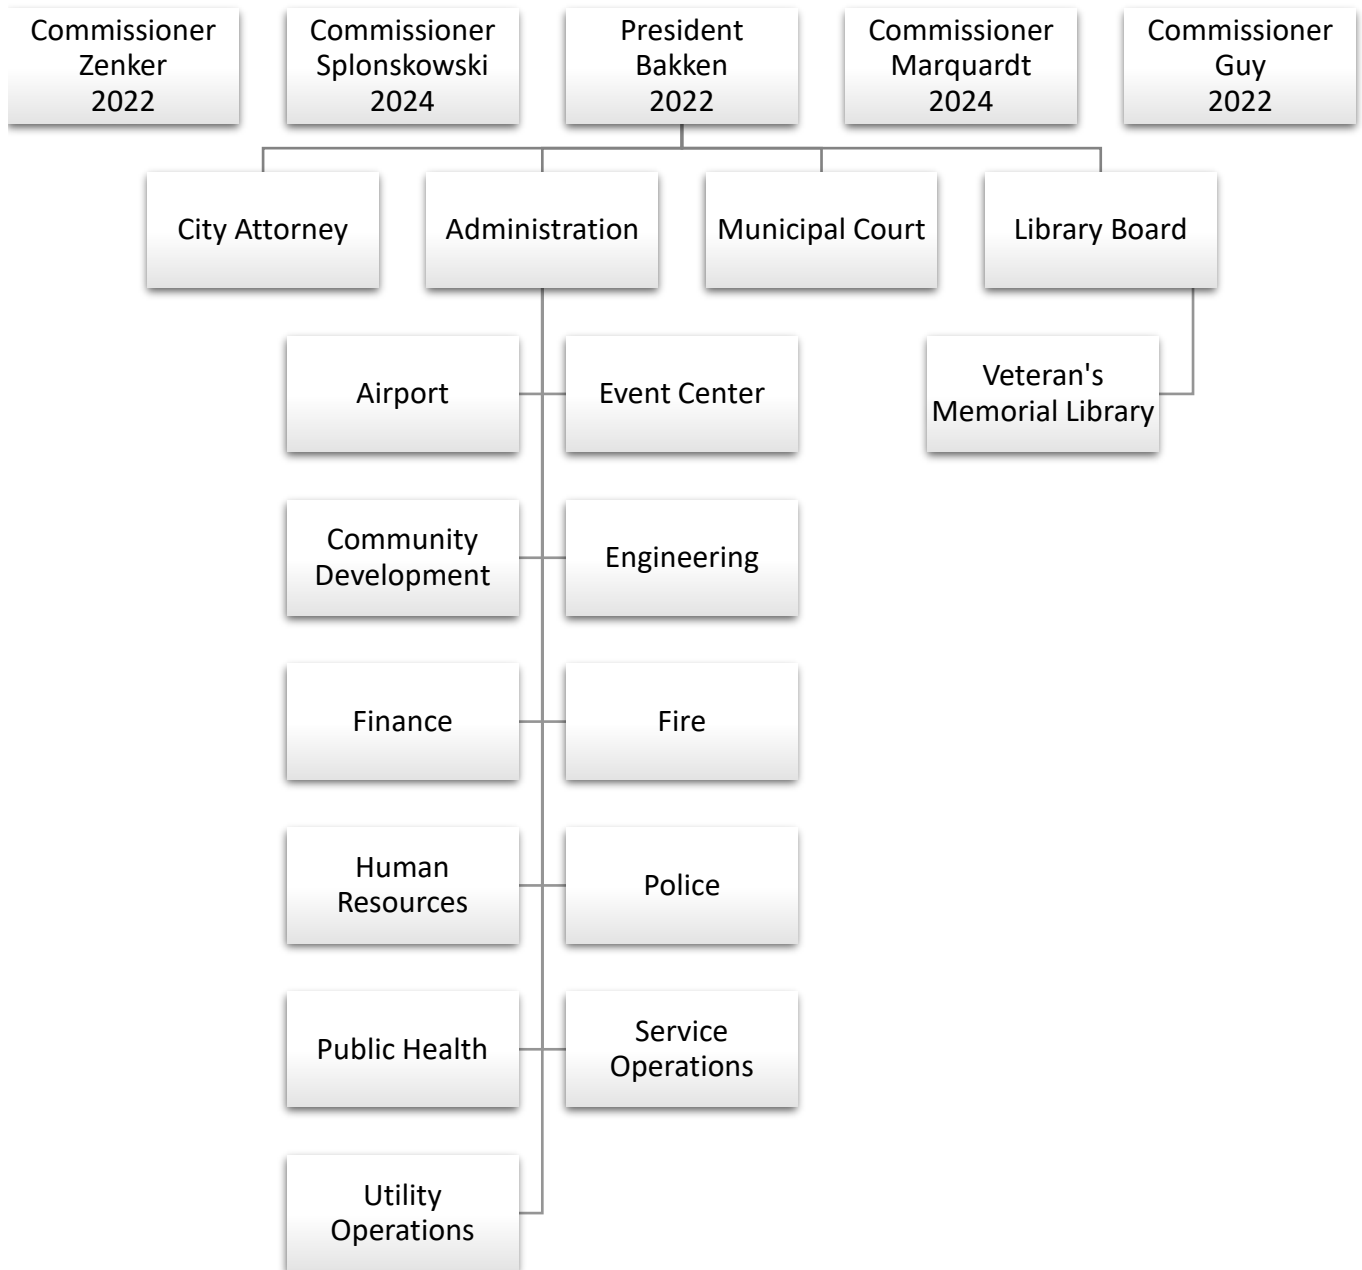 Commissioner
Zenker
2022
Commissioner
Splonskowski
2024
President
Bakken
2022
Commissioner
Marquardt
2024
Commissioner
Guy
2022
City Attorney
Administration
Municipal Court
Library Board
Airport
Event Center
Veteran's
Memorial Library
Community
Development
Engineering
Finance
Fire
Human
Resources
Police
Public Health
Service
Operations
Utility
Operations